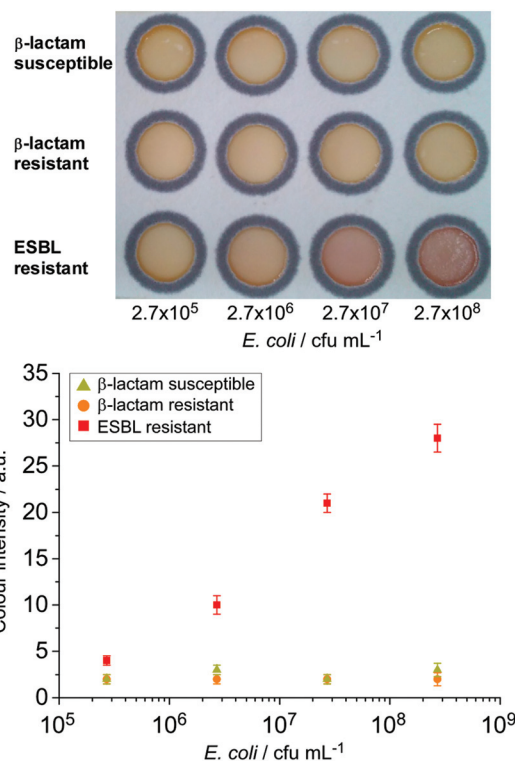 β-lactam
susceptible
β-lactam
resistant
ESBL
resistant
2.7x10⁵ 2.7x10⁶ 2.7x10⁷ 2.7x10⁸
E. coli / cfu mL⁻¹
35
30
25
20
15
10
5
0
β-lactam susceptible
β-lactam resistant
ESBL resistant
Colour intensity / a.u.
10⁵ 10⁶ 10⁷ 10⁸ 10⁹
E. coli / cfu mL⁻¹